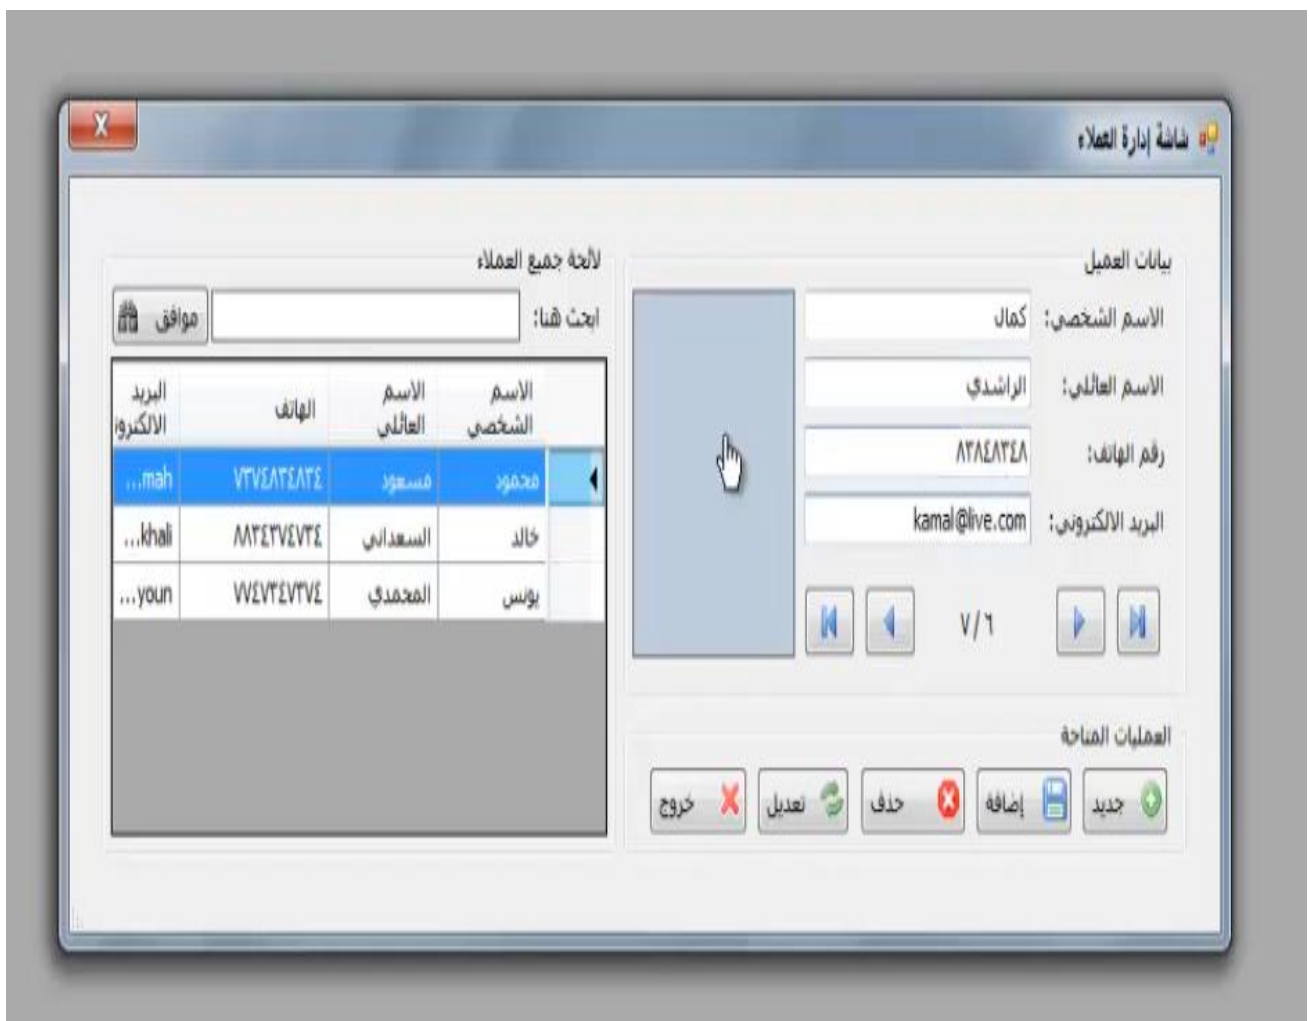 شاشة إدارة العملاء
بيانات العميل
الاسم الشخصي: كمال
الاسم العائلي: الراشدي
رقم الهاتف: ٨٣٨٤٨٣٤٨
البريد الالكتروني: kamal@live.com
٧ / ٦
العمليات المتاحة
جديد إضافة حذف تعديل خروج
لائحة جميع العملاء
ابحث هنا: موافق
الاسم الشخصي الاسم العائلي الهاتف البريد الالكترو
محمود مسعود ٧٣٧٤٨٣٤٨٣٤ mah...
خالد السعداني ٨٨٣٤٣٧٤٧٣٤ khali...
يونس المحمدي ٧٧٤٧٣٤٧٣٧٤ youn...